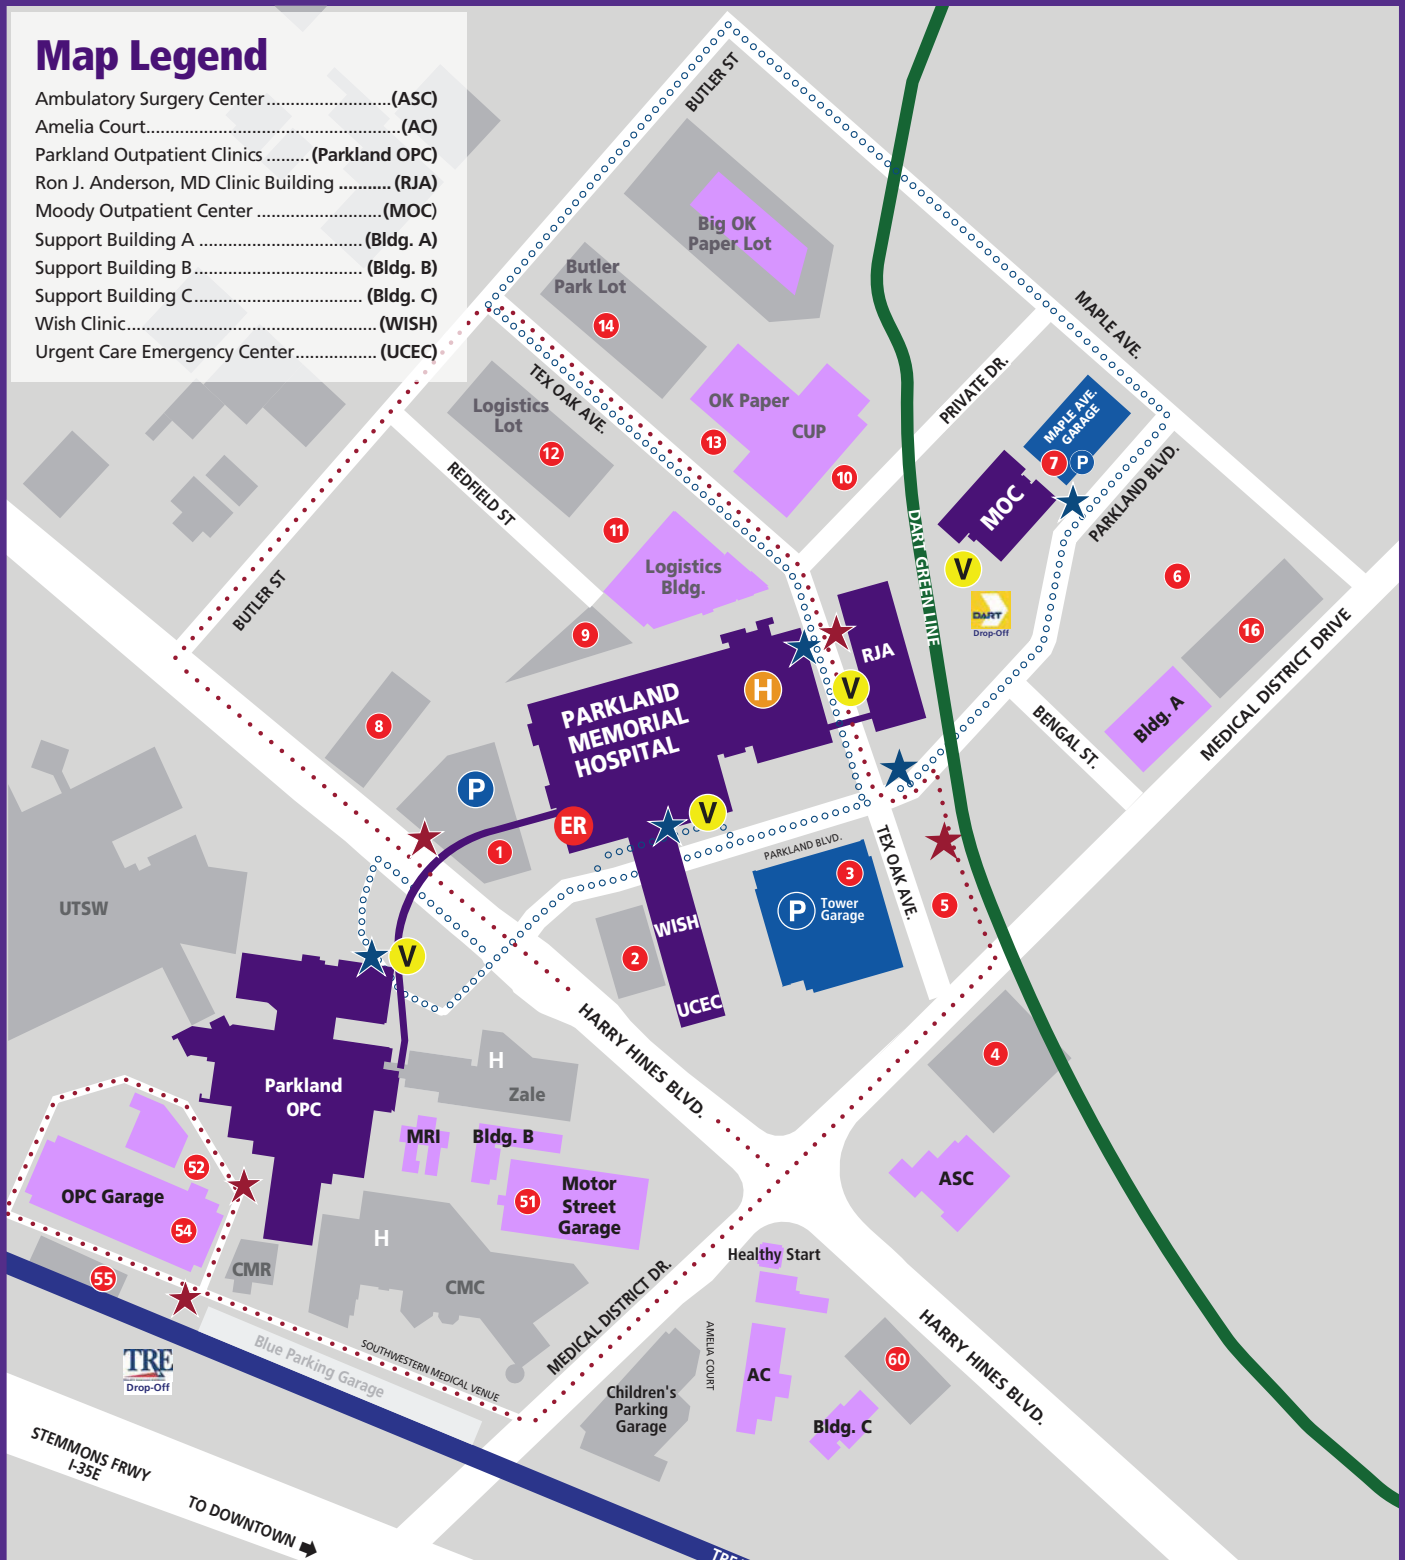 Map Legend
Ambulatory Surgery Center........................(ASC)
Amelia Court....................................................(AC)
Parkland Outpatient Clinics.........(Parkland OPC)
Ron J. Anderson, MD Clinic Building...........(RJA)
Moody Outpatient Center..........................(MOC)
Support Building A..................................(Bldg. A)
Support Building B...................................(Bldg. B)
Support Building C...................................(Bldg. C)
Wish Clinic...................................................(WISH)
Urgent Care Emergency Center.................(UCEC)
BUTLER ST
Big OK
Paper Lot
Butler
Park Lot
14
MAPLE AVE.
TEX OAK AVE.
PRIVATE DR.
OK Paper
CUP
13
10
Logistics
Lot
12
MAPLE AVE.
GARAGE
7
P
MOC
PARKLAND BLVD.
REDFIELD ST
11
DART GREEN LINE
V
DART
Drop-Off
6
16
BUTLER ST
Logistics
Bldg.
9
RJA
H
V
PARKLAND
MEMORIAL
HOSPITAL
MEDICAL DISTRICT DRIVE
Bldg. A
BENGAL ST.
8
P
1
ER
V
PARKLAND BLVD.
3
P
Tower
Garage
TEX OAK AVE.
5
UTSW
V
WISH
2
UCEC
HARRY HINES BLVD.
4
H
Zale
Parkland
OPC
MRI
Bldg. B
51
Motor
Street
Garage
ASC
52
OPC Garage
54
55
CMR
H
CMC
Healthy Start
MEDICAL DISTRICT DR.
AMELIA COURT
AC
60
HARRY HINES BLVD.
Blue Parking Garage
SOUTHWESTERN MEDICAL VENUE
TRE
Drop-Off
Children's
Parking
Garage
Bldg. C
STEMMONS FRWY
I-35E
TO DOWNTOWN
TRE